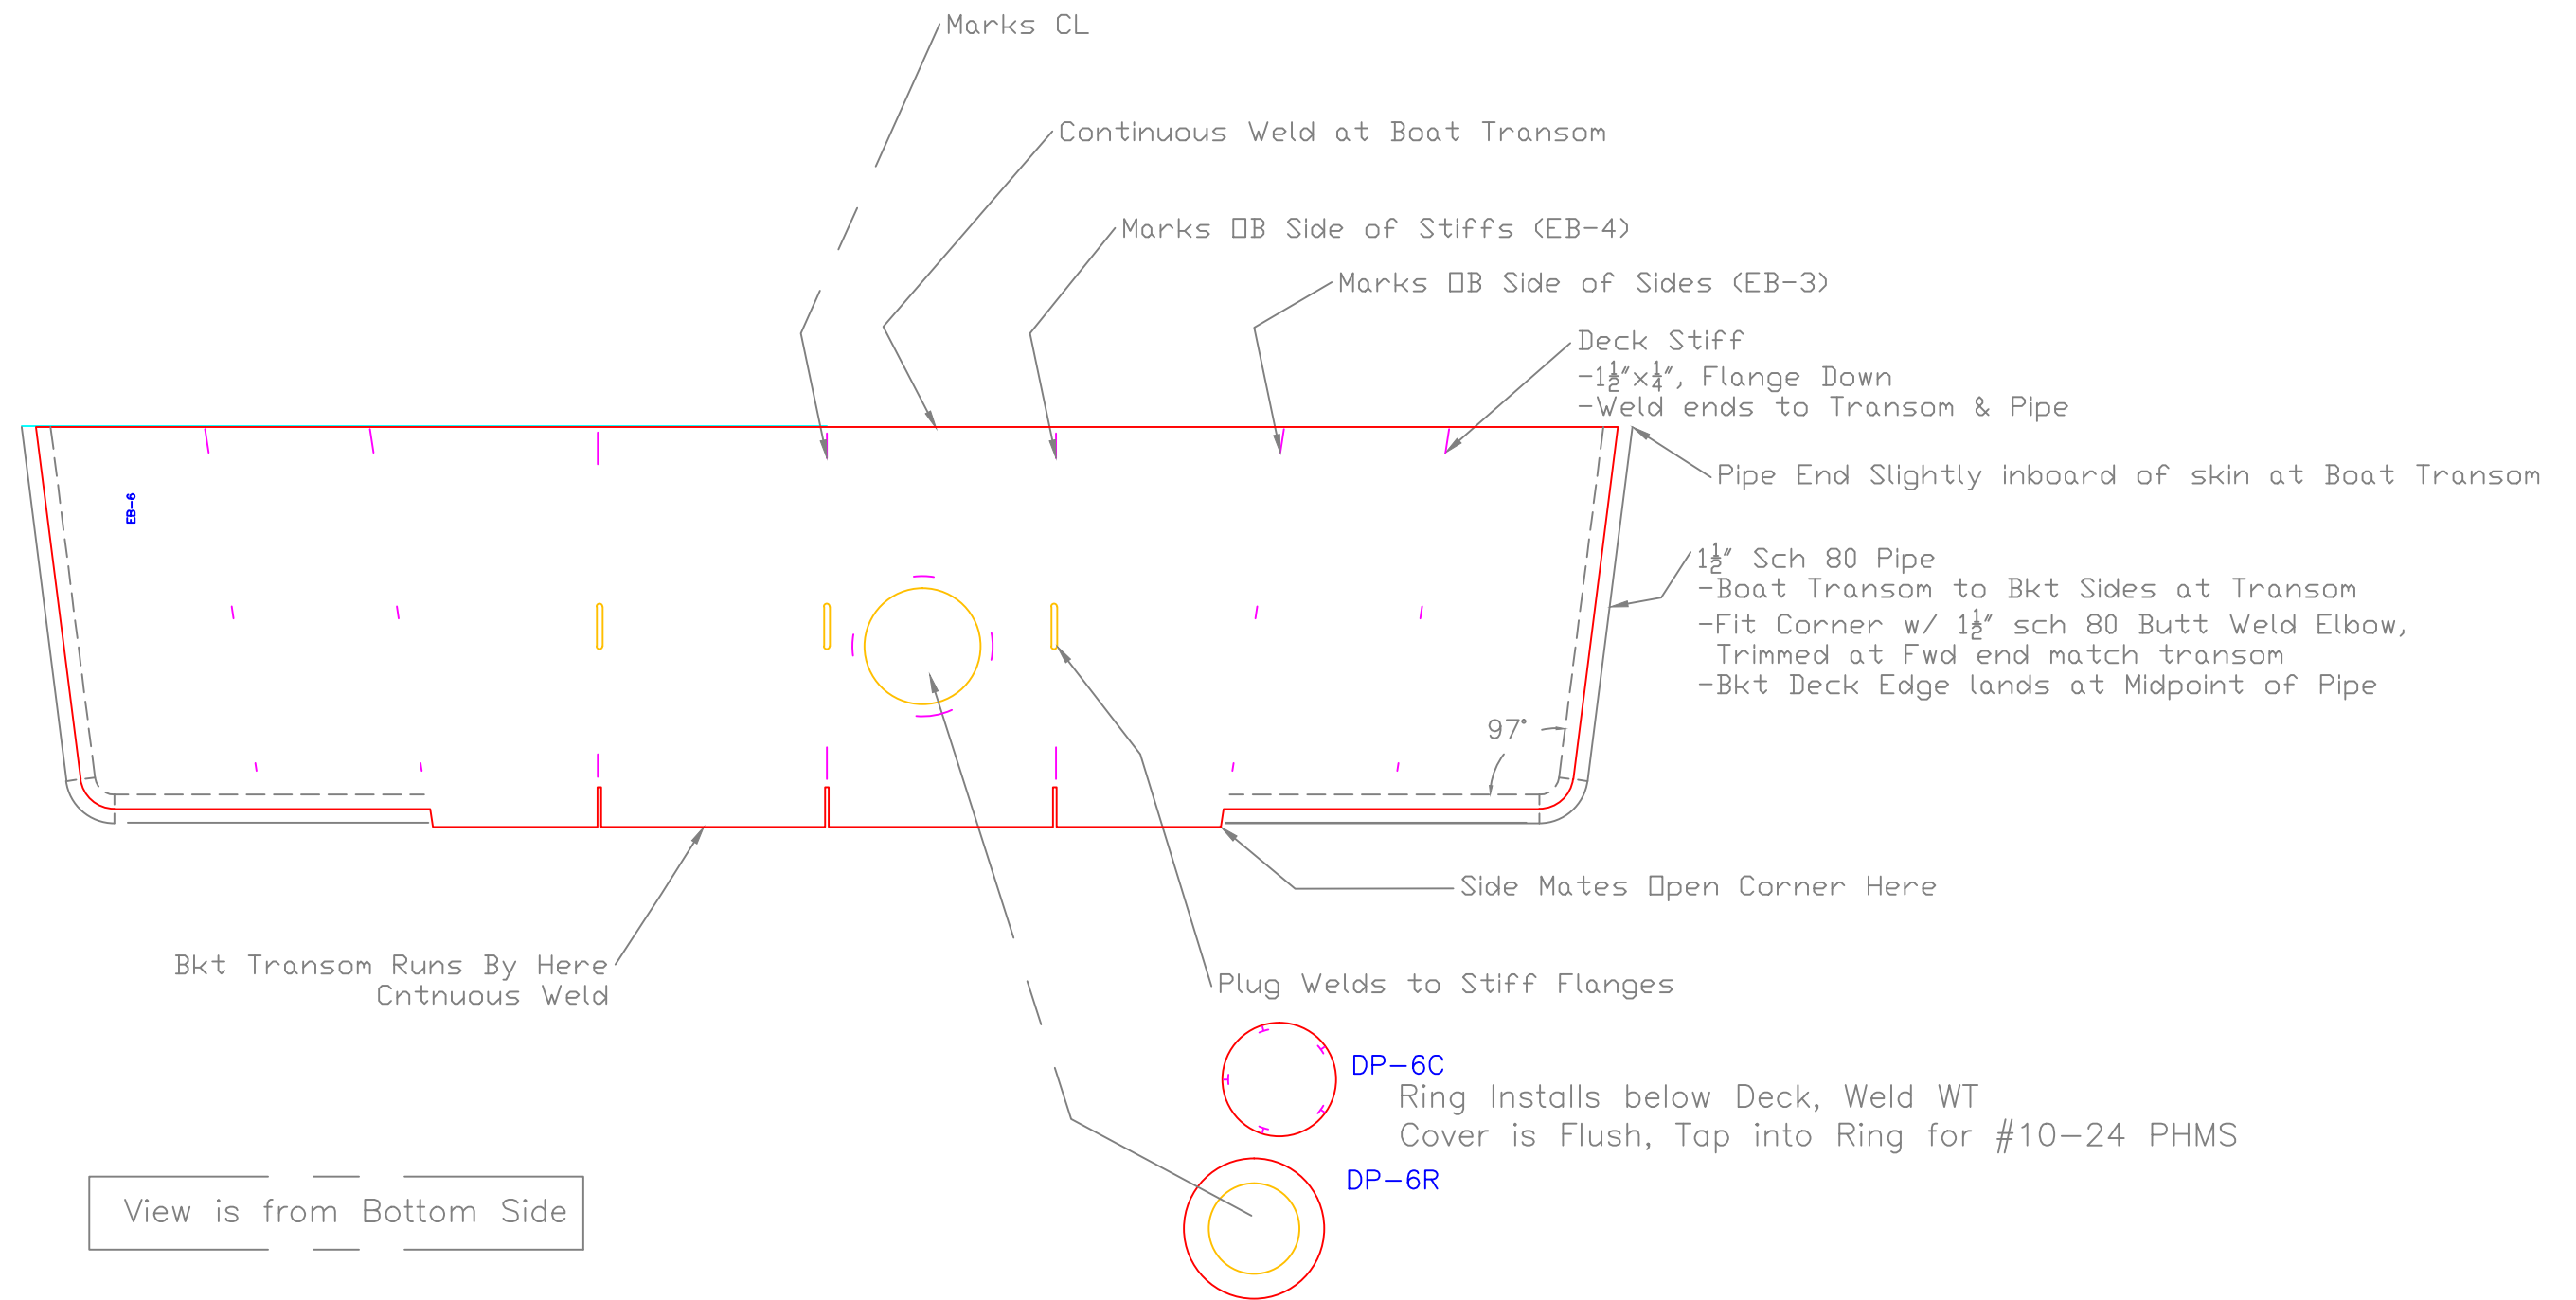 Marks CL
Continuous Weld at Boat Transom
Marks OB Side of Stiffs (EB-4)
Marks OB Side of Sides (EB-3)
Deck Stiff
-1½"x¼", Flange Down
-Weld ends to Transom & Pipe
Pipe End Slightly inboard of skin at Boat Transom
EB-6
1½" Sch 80 Pipe
-Boat Transom to Bkt Sides at Transom
-Fit Corner w/ 1½" sch 80 Butt Weld Elbow,
Trimmed at Fwd end match transom
-Bkt Deck Edge lands at Midpoint of Pipe
97°
Side Mates Open Corner Here
Bkt Transom Runs By Here
Cntnuous Weld
Plug Welds to Stiff Flanges
DP-6C
Ring Installs below Deck, Weld WT
Cover is Flush, Tap into Ring for #10-24 PHMS
DP-6R
View is from Bottom Side